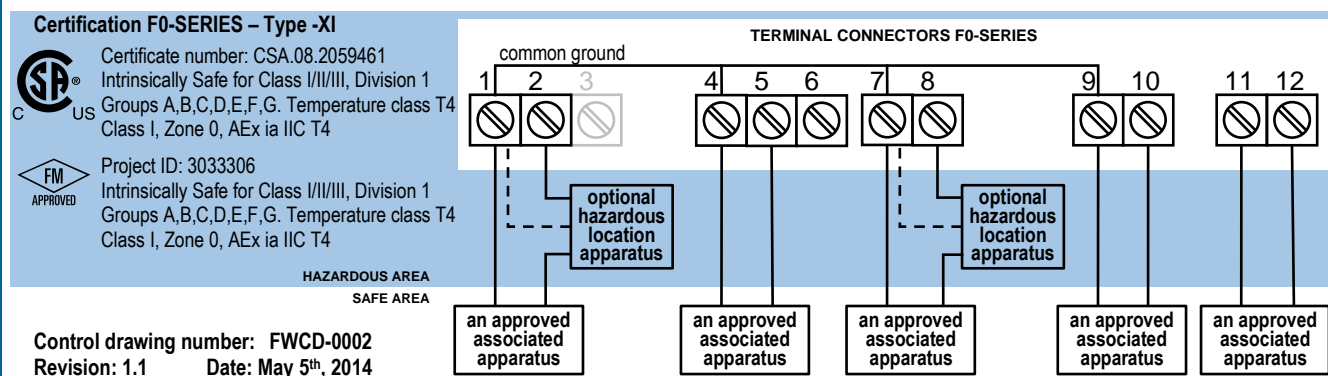 Certification F0-SERIES – Type -XI
CSA ®
C US
Certificate number: CSA.08.2059461
Intrinsically Safe for Class I/II/III, Division 1
Groups A,B,C,D,E,F,G. Temperature class T4
Class I, Zone 0, AEx ia IIC T4
FM
APPROVED
Project ID: 3033306
Intrinsically Safe for Class I/II/III, Division 1
Groups A,B,C,D,E,F,G. Temperature class T4
Class I, Zone 0, AEx ia IIC T4
HAZARDOUS AREA
SAFE AREA
Control drawing number: FWCD-0002
Revision: 1.1 Date: May 5th, 2014
TERMINAL CONNECTORS F0-SERIES
common ground
1 2 3 4 5 6 7 8 9 10 11 12
optional
hazardous
location
apparatus
optional
hazardous
location
apparatus
an approved
associated
apparatus
an approved
associated
apparatus
an approved
associated
apparatus
an approved
associated
apparatus
an approved
associated
apparatus